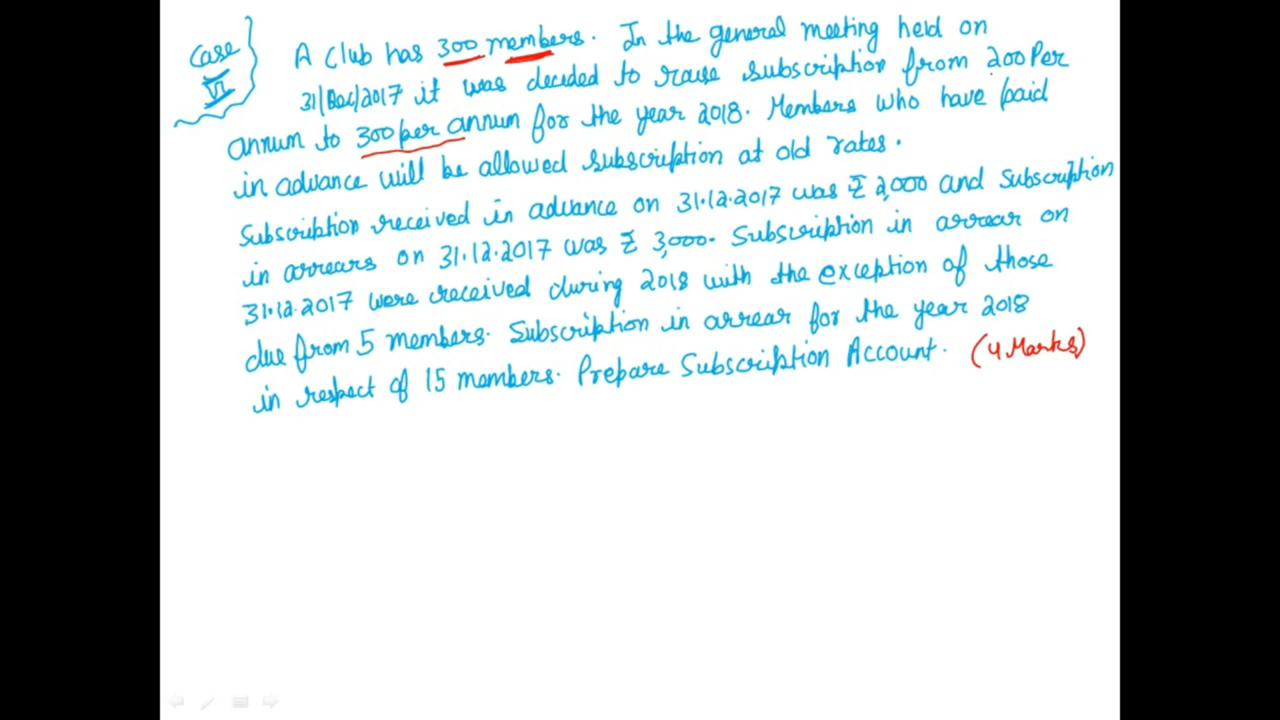 Case VI
A Club has 300 members. In the general meeting held on
31/Dec/2017 it was decided to raise subscription from 200 Per
annum to 300 per annum for the year 2018. Members who have paid
in advance will be allowed subscription at old rates.
Subscription received in advance on 31.12.2017 was ₹ 2,000 and Subscription
in arrears on 31.12.2017 was ₹ 3,000. Subscription in arrear on
31.12.2017 were received during 2018 with the exception of those
due from 5 members. Subscription in arrear for the year 2018
in respect of 15 members. Prepare Subscription Account. (4 Marks)